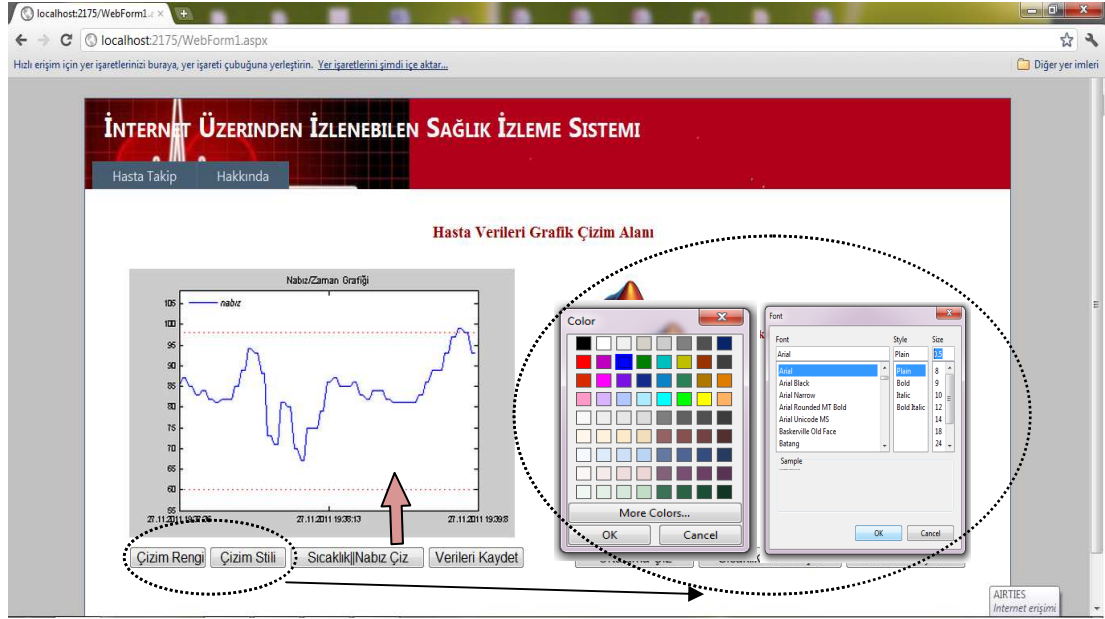 localhost:2175/WebForm1.a
localhost:2175/WebForm1.aspx
Hızlı erişim için yer işaretlerinizi buraya, yer işareti çubuğuna yerleştirin. Yer işaretlerini şimdi içe aktar...
Diğer yer imleri
İNTERNET ÜZERINDEN İZLENEBILEN SAĞLIK İZLEME SISTEMI
Hasta Takip Hakkında
Hasta Verileri Grafik Çizim Alanı
Nabız/Zaman Grafiği
nabız
105
100
95
90
85
80
75
70
65
60
55
27.11.2011 19:38:13
Çizim Rengi Çizim Stili Sıcaklık||Nabız Çiz Verileri Kaydet
Color
More Colors...
OK Cancel
Font
Font Style Size
Arial Plain
Arial Plain 8
Arial Black Bold 9
Arial Narrow Italic 10
Arial Rounded MT Bold Bold Italic 12
Arial Unicode MS 14
Baskerville Old Face 18
Batang 24
Sample
OK Cancel
AIRTIES
Internet erişimi